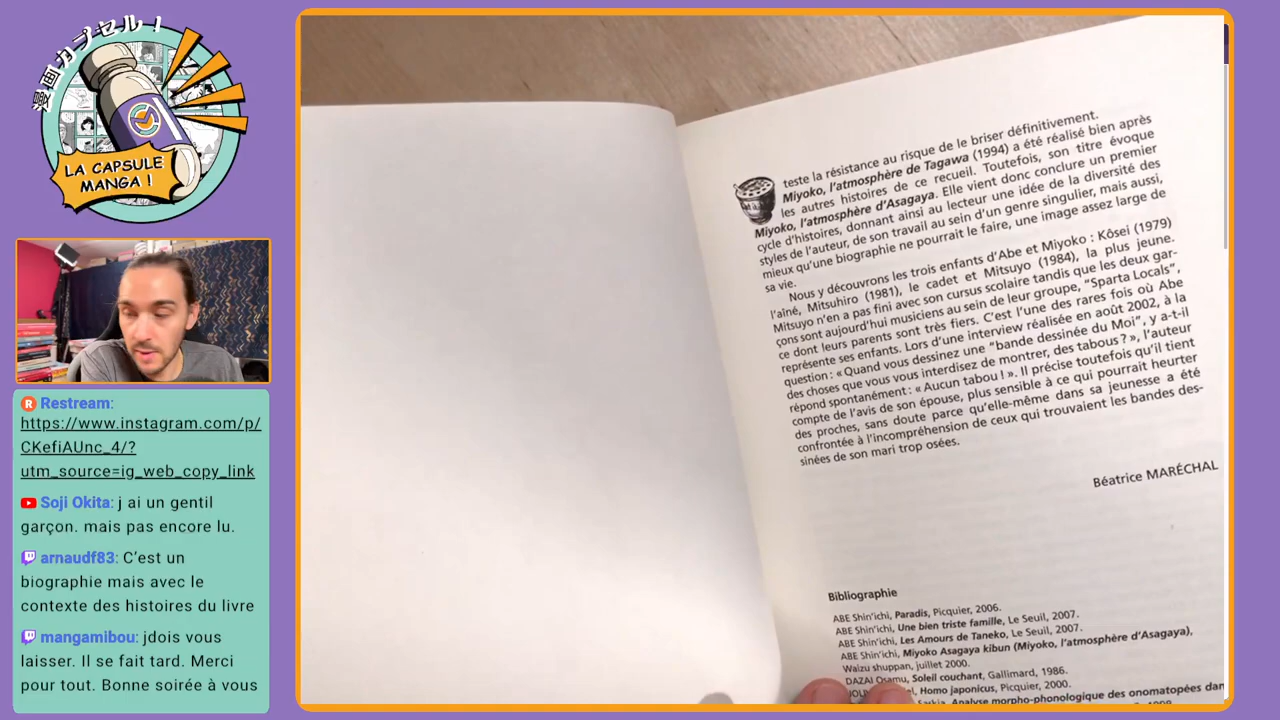 漫画カプセル!
LA CAPSULE
MANGA !
Restream:
https://www.instagram.com/p/
CKefiAUnc_4/?
utm_source=ig_web_copy_link
Soji Okita: j ai un gentil
garçon. mais pas encore lu.
arnaudf83: C’est un
biographie mais avec le
contexte des histoires du livre
mangamibou: jdois vous
laisser. Il se fait tard. Merci
pour tout. Bonne soirée à vous
teste la résistance au risque de le briser définitivement.
Miyoko, l’atmosphère de Tagawa (1994) a été réalisé bien après
les autres histoires de ce recueil. Toutefois, son titre évoque
Miyoko, l’atmosphère d’Asagaya. Elle vient donc conclure un premier
cycle d’histoires, donnant ainsi au lecteur une idée de la diversité des
styles de l’auteur, de son travail au sein d’un genre singulier, mais aussi,
mieux qu’une biographie ne pourrait le faire, une image assez large de
sa vie.
Nous y découvrons les trois enfants d’Abe et Miyoko : Kôsei (1979)
l’aîné, Mitsuhiro (1981), le cadet et Mitsuyo (1984), la plus jeune.
Mitsuyo n’en a pas fini avec son cursus scolaire tandis que les deux gar-
çons sont aujourd’hui musiciens au sein de leur groupe, “Sparta Locals”,
ce dont leurs parents sont très fiers. C’est l’une des rares fois où Abe
représente ses enfants. Lors d’une interview réalisée en août 2002, à la
question : « Quand vous dessinez une “bande dessinée du Moi”, y a-t-il
des choses que vous vous interdisez de montrer, des tabous ? », l’auteur
répond spontanément : « Aucun tabou ! ». Il précise toutefois qu’il tient
compte de l’avis de son épouse, plus sensible à ce qui pourrait heurter
des proches, sans doute parce qu’elle-même dans sa jeunesse a été
confrontée à l’incompréhension de ceux qui trouvaient les bandes des-
sinées de son mari trop osées.
Béatrice MARÉCHAL
Bibliographie
ABE Shin’ichi, Paradis, Picquier, 2006.
ABE Shin’ichi, Une bien triste famille, Le Seuil, 2007.
ABE Shin’ichi, Les Amours de Taneko, Le Seuil, 2007.
ABE Shin’ichi, Miyoko Asagaya kibun (Miyoko, l’atmosphère d’Asagaya),
Waizu shuppan, juillet 2000.
DAZAI Osamu, Soleil couchant, Gallimard, 1986.
Homo japonicus, Picquier, 2000.
Analyse morpho-phonologique des onomatopées dan